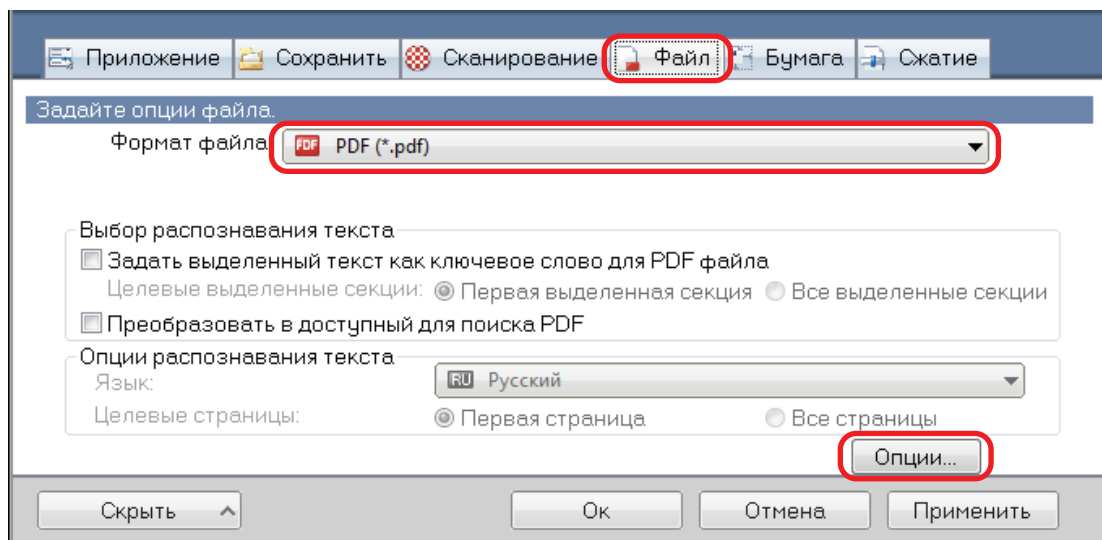 Приложение Сохранить Сканирование Файл Бумага Сжатие
Задайте опции файла.
Формат файла: PDF PDF (*.pdf)
Выбор распознавания текста
Задать выделенный текст как ключевое слово для PDF файла
Целевые выделенные секции: Первая выделенная секция Все выделенные секции
Преобразовать в доступный для поиска PDF
Опции распознавания текста
Язык: RU Русский
Целевые страницы: Первая страница Все страницы
Опции...
Скрыть Ок Отмена Применить